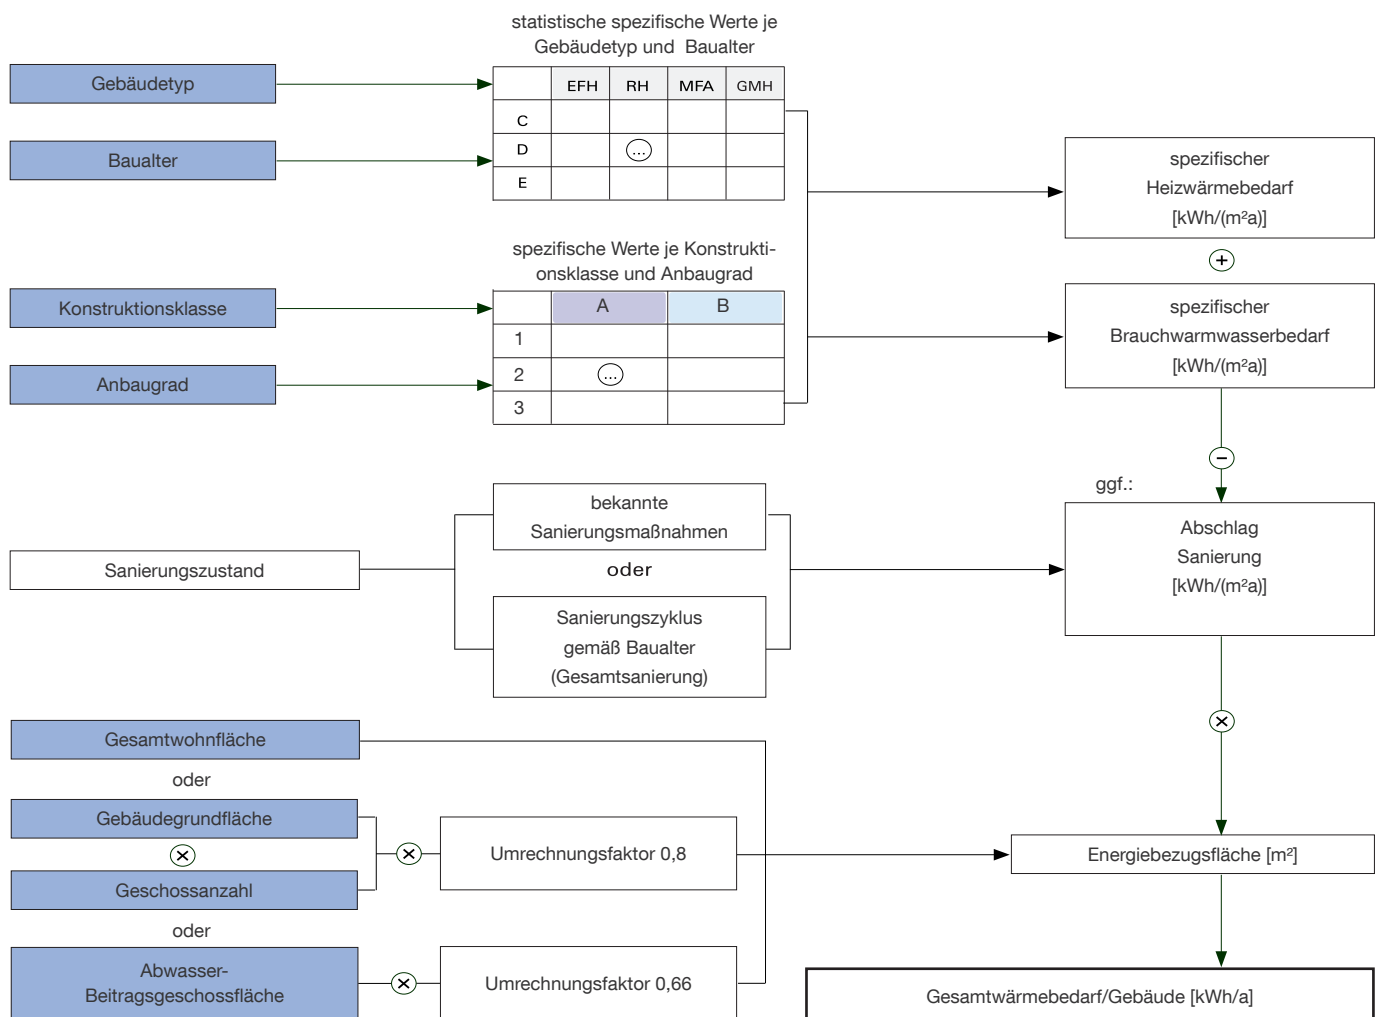 statistische spezifische Werte je
Gebäudetyp und Baualter
Gebäudetyp
EFH RH MFA GMH
C
Baualter
D ...
E
spezifischer
Heizwärmebedarf
[kWh/(m²a)]
+
spezifische Werte je Konstrukti-
onsklasse und Anbaugrad
Konstruktionsklasse
A B
1
Anbaugrad
2 ...
3
spezifischer
Brauchwarmwasserbedarf
[kWh/(m²a)]
−
ggf.:
Sanierungszustand
bekannte
Sanierungsmaßnahmen
oder
Sanierungszyklus
gemäß Baualter
(Gesamtsanierung)
Abschlag
Sanierung
[kWh/(m²a)]
×
Gesamtwohnfläche
oder
Gebäudegrundfläche
×
Geschossanzahl
× Umrechnungsfaktor 0,8
Energiebezugsfläche [m²]
oder
Abwasser-
Beitragsgeschossfläche
× Umrechnungsfaktor 0,66
Gesamtwärmebedarf/Gebäude [kWh/a]